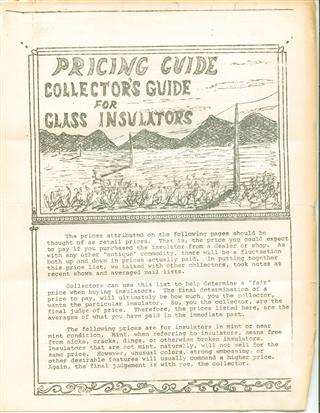 PRICING GUIDE
COLLECTOR'S GUIDE
FOR
GLASS INSULATORS
The prices attributed on the following pages should be
thought of as retail prices. That is, the price you could expect
to pay if you purchased the insulator from a dealer or shop. As
with any other "antique" commodity, there will be a fluctuation
both up and down in prices actually paid. In putting together
this price list, we talked with other collectors, took notes at
recent shows and averaged mail lists.
Collectors can use this list to help determine a "fair"
price when buying insulators. The final determination of a
price to pay, will ultimately be how much, you the collector,
wants the particular insulator. So, you the collector, are the
final judge of price. Therefore, the prices listed here, are the
averages of what you have paid in the immediate past.
The following prices are for insulators in mint or near
mint condition. Mint, when referring to insulators, means free
from nicks, cracks, dings, or otherwise broken insulators.
Insulators that are not mint, naturally, will not sell for the
same price. However, unusual colors, strong embossing, or
other desirable features will usually command a higher price.
Again, the final judgement is with you, the collector.